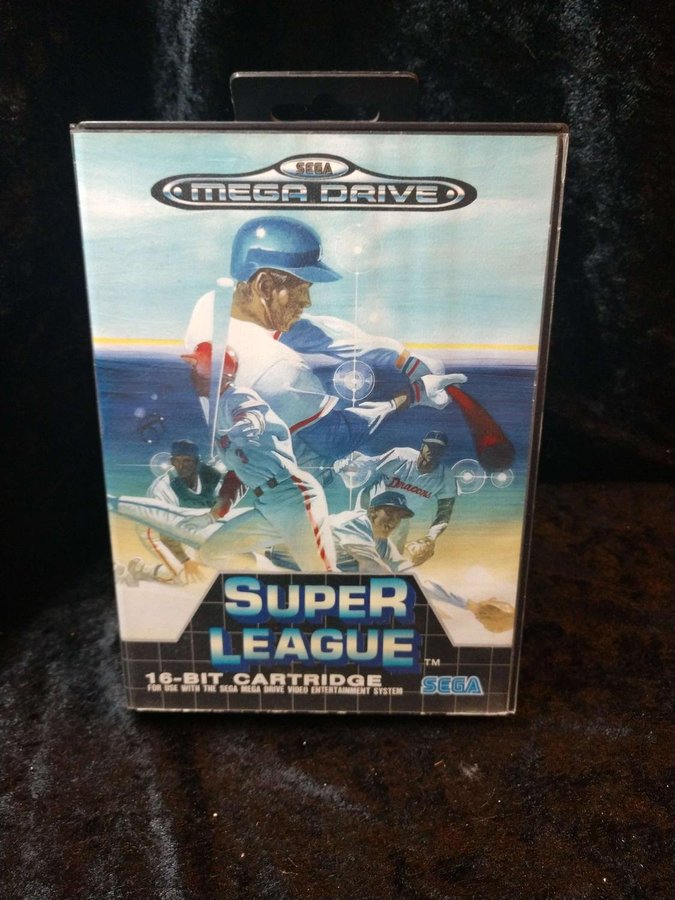 SEGA
MEGA DRIVE
Dragons
SUPER
LEAGUE TM
16-BIT CARTRIDGE
FOR USE WITH THE SEGA MEGA DRIVE VIDEO ENTERTAINMENT SYSTEM
SEGA